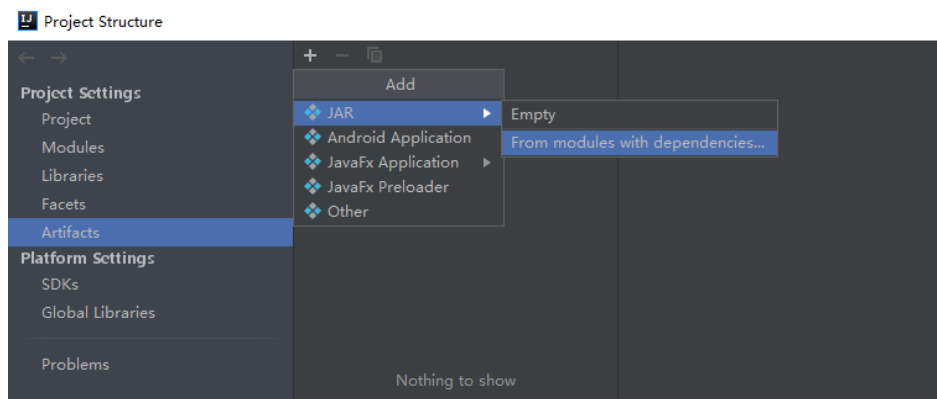 Project Structure
Project Settings
Project
Modules
Libraries
Facets
Artifacts
Platform Settings
SDKs
Global Libraries
Problems
Add
JAR
Android Application
JavaFx Application
JavaFx Preloader
Other
Empty
From modules with dependencies...
Nothing to show